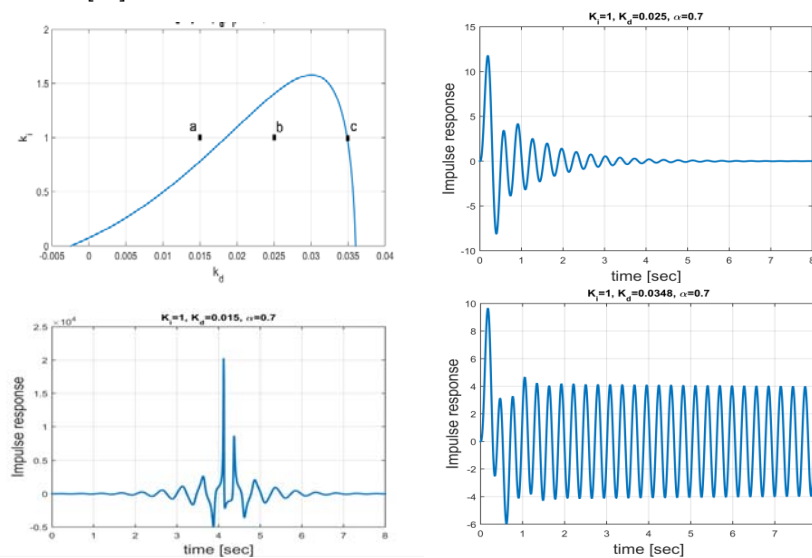 2
1.5
1
0.5
0
k_i
a
b
c
-0.005 0 0.005 0.01 0.015 0.02 0.025 0.03 0.035 0.04
k_d
K_i=1, K_d=0.025, α=0.7
15
10
5
0
-5
-10
Impulse response
0 1 2 3 4 5 6 7 8
time [sec]
K_i=1, K_d=0.015, α=0.7
×10^4
2.5
2
1.5
1
0.5
0
-0.5
Impulse response
0 1 2 3 4 5 6 7 8
time [sec]
K_i=1, K_d=0.0348, α=0.7
10
8
6
4
2
0
-2
-4
-6
Impulse response
0 1 2 3 4 5 6 7 8
time [sec]